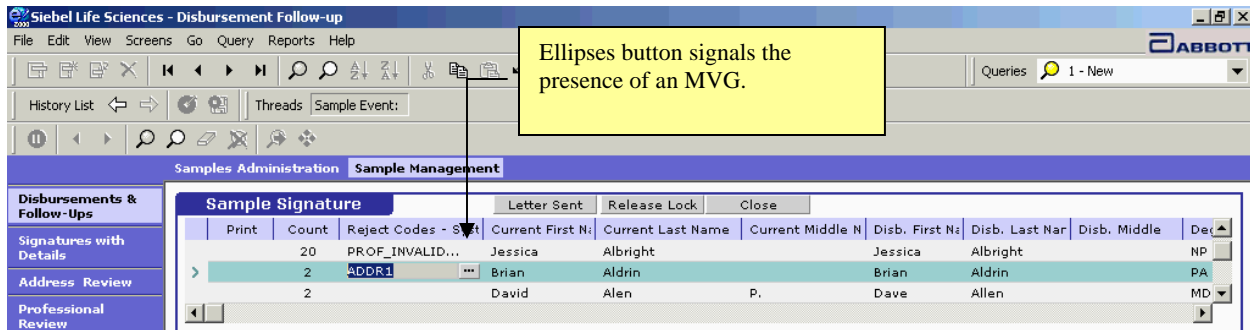 Siebel Life Sciences - Disbursement Follow-up
File Edit View Screens Go Query Reports Help
ABBOTT
Ellipses button signals the
presence of an MVG.
Queries 1 - New
History List Threads Sample Event:
Samples Administration Sample Management
Disbursements &
Follow-Ups
Signatures with
Details
Address Review
Professional
Review
Sample Signature Letter Sent Release Lock Close
Print Count Reject Codes - Current First Na Current Last Name Current Middle N Disb. First Na Disb. Last Nar Disb. Middle
20 PROF_INVALID... Jessica Albright Jessica Albright NP
2 ADDR1 Brian Aldrin Brian Aldrin PA
2 David Alen P. Dave Allen MD